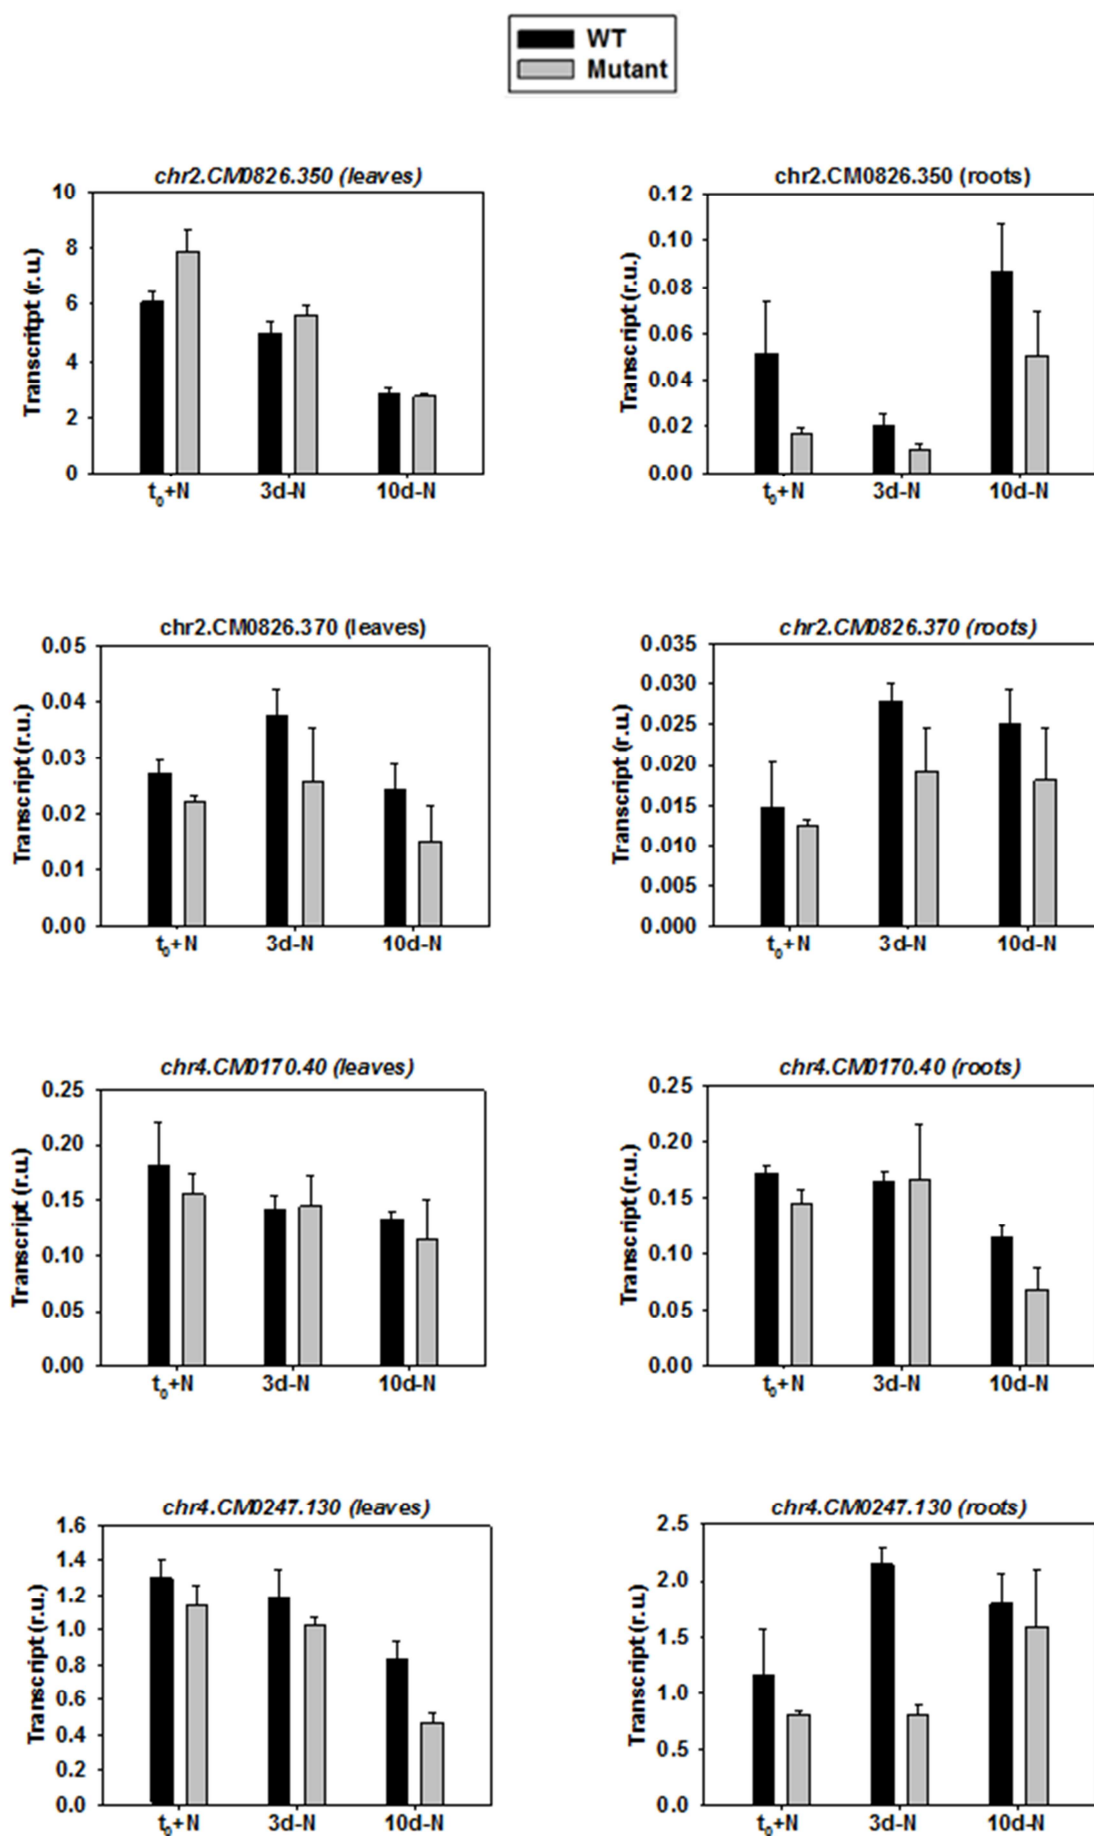 WT
Mutant
chr2.CM0826.350 (leaves)
Transcritpt (r.u.)
10
8
6
4
2
0
t0+N 3d-N 10d-N
chr2.CM0826.350 (roots)
Transcript (r.u.)
0.12
0.10
0.08
0.06
0.04
0.02
0.00
t0+N 3d-N 10d-N
chr2.CM0826.370 (leaves)
Transcript (r.u.)
0.05
0.04
0.03
0.02
0.01
0.00
t0+N 3d-N 10d-N
chr2.CM0826.370 (roots)
Transcript (r.u.)
0.035
0.030
0.025
0.020
0.015
0.010
0.005
0.000
t0+N 3d-N 10d-N
chr4.CM0170.40 (leaves)
Transcript (r.u.)
0.25
0.20
0.15
0.10
0.05
0.00
t0+N 3d-N 10d-N
chr4.CM0170.40 (roots)
Transcript (r.u.)
0.25
0.20
0.15
0.10
0.05
0.00
t0+N 3d-N 10d-N
chr4.CM0247.130 (leaves)
Transcript (r.u.)
1.6
1.4
1.2
1.0
0.8
0.6
0.4
0.2
0.0
t0+N 3d-N 10d-N
chr4.CM0247.130 (roots)
Transcript (r.u.)
2.5
2.0
1.5
1.0
0.5
0.0
t0+N 3d-N 10d-N